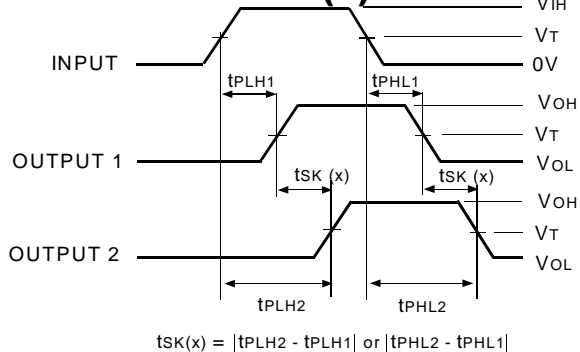 VIH
VT
INPUT
0V
tPLH1
tPHL1
VOH
VT
OUTPUT 1
VOL
tSK (x)
tSK (x)
VOH
VT
OUTPUT 2
VOL
tPLH2
tPHL2
tSK(x) = |tPLH2 - tPLH1| or |tPHL2 - tPHL1|